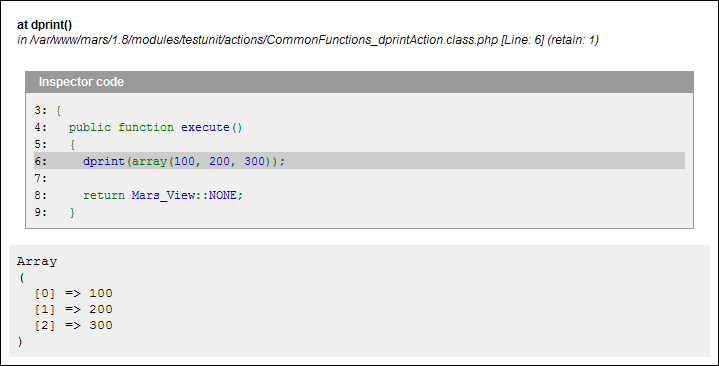 at dprint()
in /var/www/mars/1.8/modules/testunit/actions/CommonFunctions_dprintAction.class.php [Line: 6] (retain: 1)
Inspector code
3: {
4:   public function execute()
5:   {
6:     dprint(array(100, 200, 300));
7:
8:     return Mars_View::NONE;
9:   }
Array
(
  [0] => 100
  [1] => 200
  [2] => 300
)